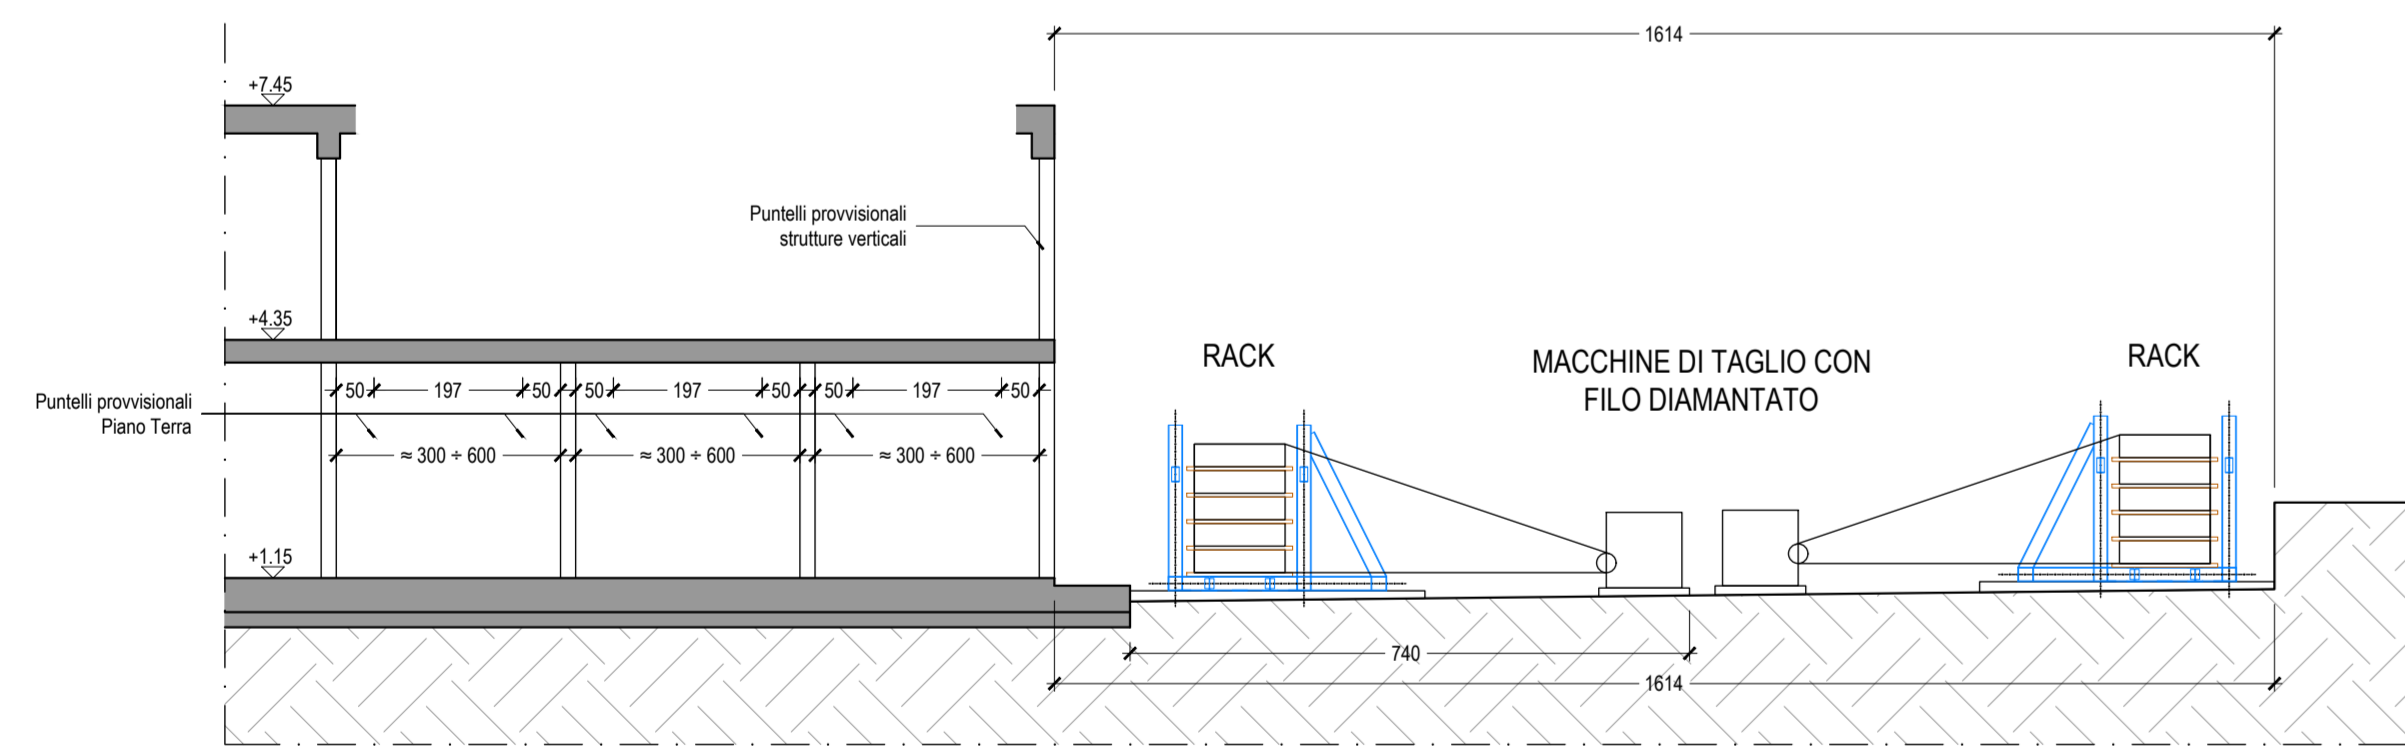 1614
+7.45
Puntelli provvisionali
strutture verticali
+4.35
RACK
MACCHINE DI TAGLIO CON
FILO DIAMANTATO
RACK
50 197 50 50 197 50 50 197 50
Puntelli provvisionali
Piano Terra
≈ 300 ÷ 600 ≈ 300 ÷ 600 ≈ 300 ÷ 600
+1.15
740
1614